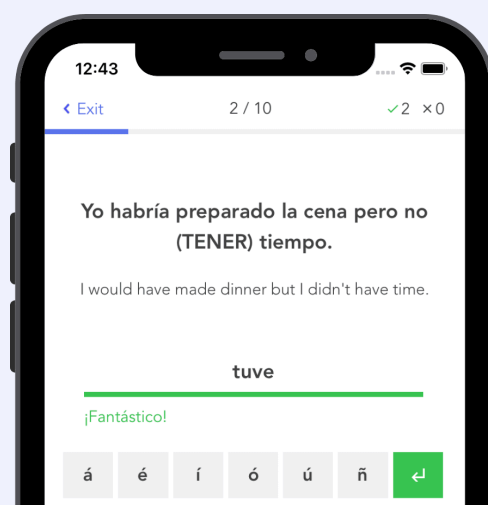 12:43
Exit 2 / 10 ✓2 ×0
Yo habría preparado la cena pero no
(TENER) tiempo.
I would have made dinner but I didn't have time.
tuve
¡Fantástico!
á é í ó ú ñ